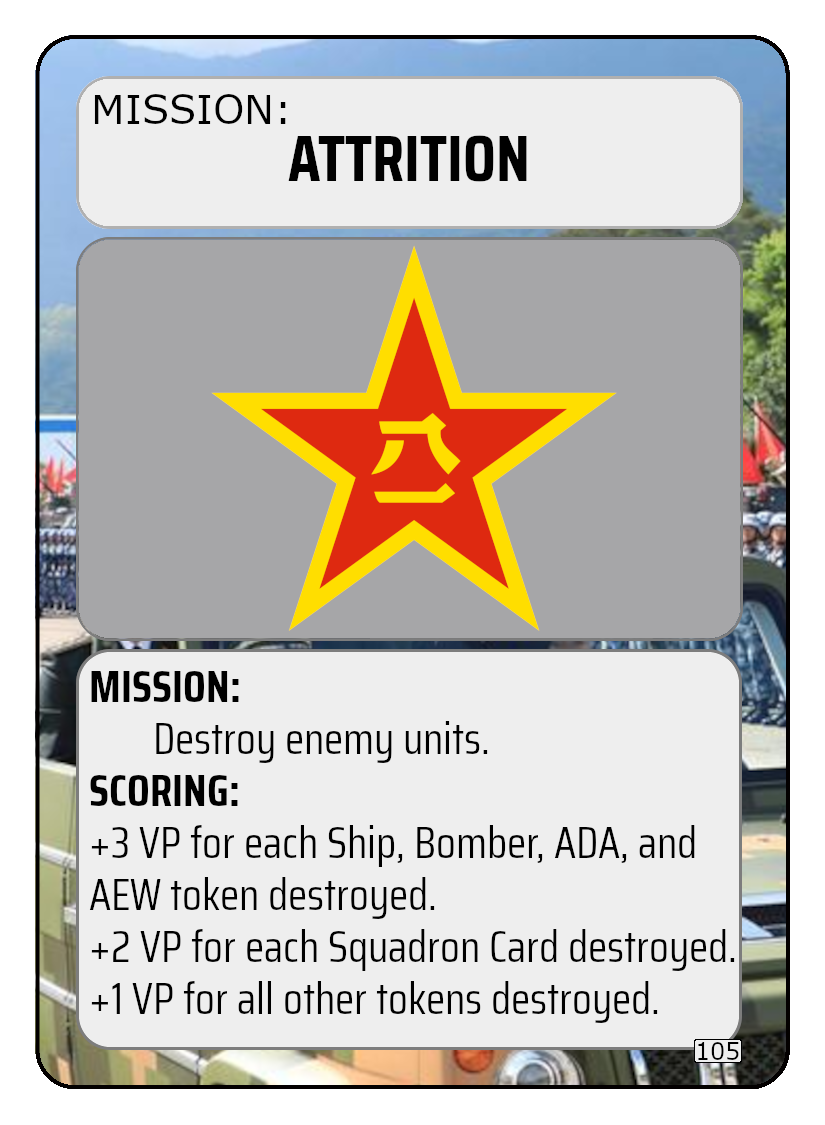 MISSION:
ATTRITION
八一
MISSION:
Destroy enemy units.
SCORING:
+3 VP for each Ship, Bomber, ADA, and
AEW token destroyed.
+2 VP for each Squadron Card destroyed.
+1 VP for all other tokens destroyed.
105